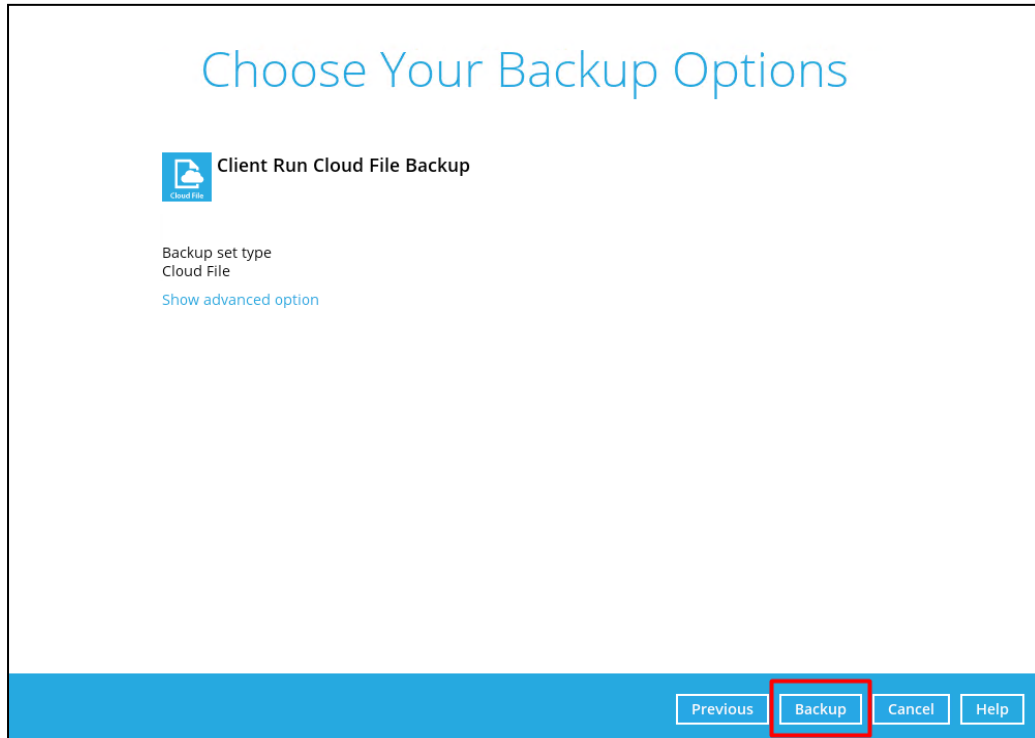 Choose Your Backup Options
Client Run Cloud File Backup
Cloud File
Backup set type
Cloud File
Show advanced option
Previous
Backup
Cancel
Help